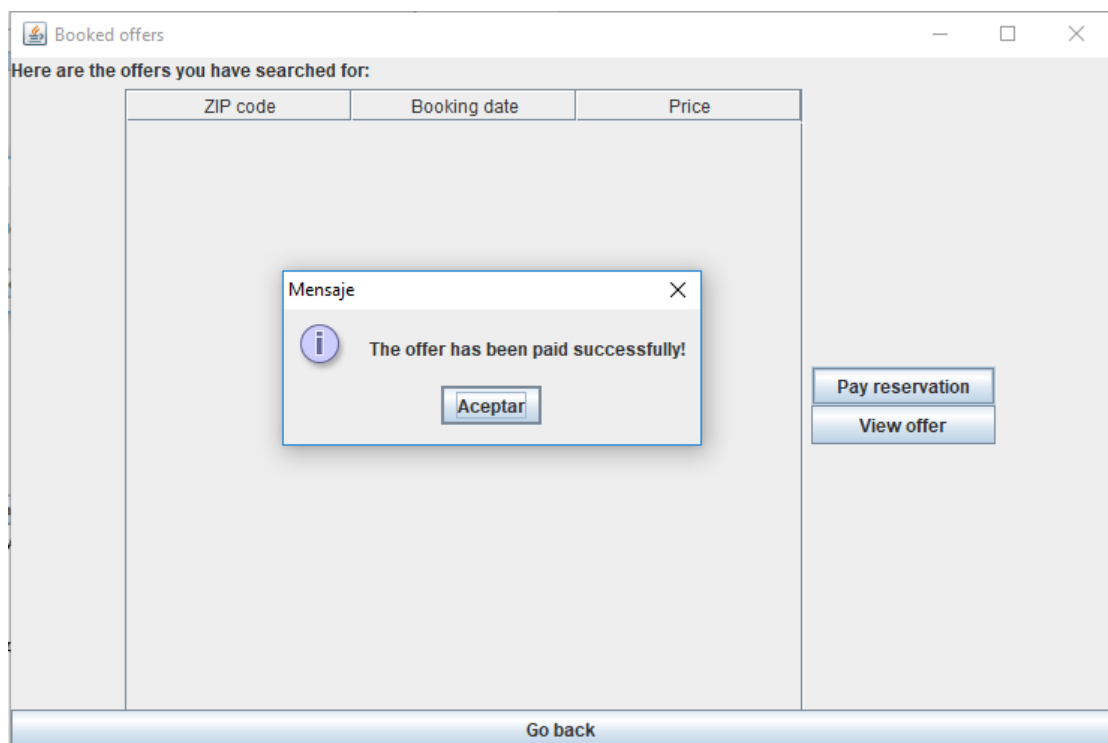 Booked offers
Here are the offers you have searched for:
ZIP code Booking date Price
Mensaje
The offer has been paid successfully!
Aceptar
Pay reservation
View offer
Go back